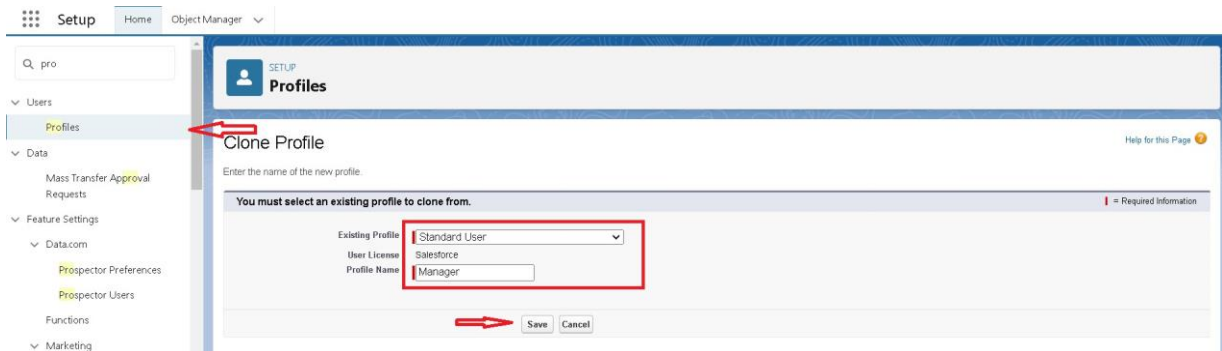 Setup
Home
Object Manager
pro
Users
Profiles
Data
Mass Transfer Approval
Requests
Feature Settings
Data.com
Prospector Preferences
Prospector Users
Functions
Marketing
SETUP
Profiles
Clone Profile
Help for this Page
Enter the name of the new profile.
You must select an existing profile to clone from.
= Required Information
Existing Profile Standard User
User License Salesforce
Profile Name Manager
Save Cancel